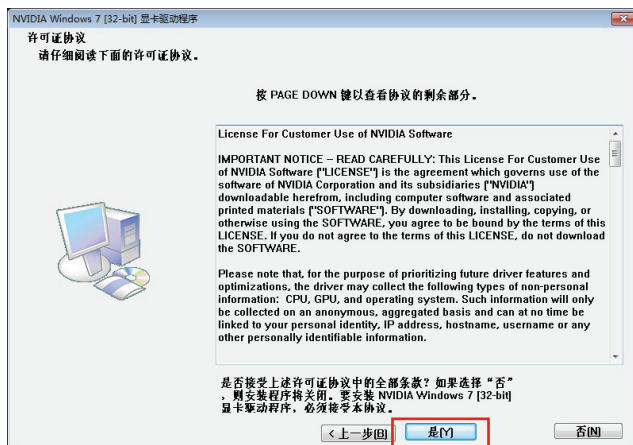 NVIDIA Windows 7 [32-bit] 显卡驱动程序
许可证协议
请仔细阅读下面的许可证协议。
按 PAGE DOWN 键以查看协议的剩余部分。
License For Customer Use of NVIDIA Software
IMPORTANT NOTICE – READ CAREFULLY: This License For Customer Use
of NVIDIA Software ("LICENSE") is the agreement which governs use of the
software of NVIDIA Corporation and its subsidiaries ("NVIDIA")
downloadable herefrom, including computer software and associated
printed materials ("SOFTWARE"). By downloading, installing, copying, or
otherwise using the SOFTWARE, you agree to be bound by the terms of this
LICENSE. If you do not agree to the terms of this LICENSE, do not download
the SOFTWARE.
Please note that, for the purpose of prioritizing future driver features and
optimizations, the driver may collect the following types of non-personal
information: CPU, GPU, and operating system. Such information will only
be collected on an anonymous, aggregated basis and can at no time be
linked to your personal identity, IP address, hostname, username or any
other personally identifiable information.
是否接受上述许可证协议中的全部条款？如果选择“否”
，则安装程序将关闭。要安装 NVIDIA Windows 7 [32-bit]
显卡驱动程序，必须接受本协议。
< 上一步(B) 是(Y) 否(N)